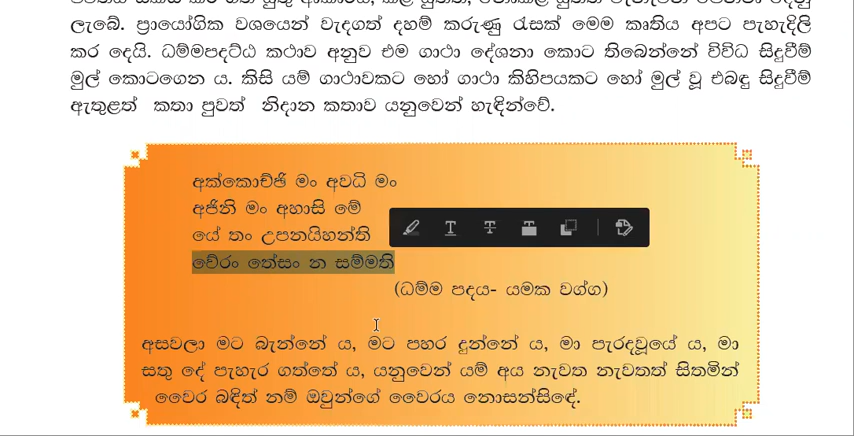 ලැබේ. ප්‍රායෝගික වශයෙන් වැදගත් දහම් කරුණු රැසක් මෙම කෘතිය අපට පැහැදිලි
කර දෙයි. ධම්මපදට්ඨ කථාව අනුව එම ගාථා දේශනා කොට තිබෙන්නේ විවිධ සිදුවීම්
මුල් කොටගෙන ය. කිසි යම් ගාථාවකට හෝ ගාථා කිහිපයකට හෝ මුල් වූ එබඳු සිදුවීම්
ඇතුළත් කතා පුවත් නිදාන කතාව යනුවෙන් හැඳින්වේ.
අක්කොච්ඡි මං අවධි මං
අජිනි මං අහාසි මේ
යේ තං උපනයිහන්ති
වේරං තේසං න සම්මති
(ධම්ම පදය- යමක වග්ග)
අසවලා මට බැන්නේ ය, මට පහර දුන්නේ ය, මා පැරදවූයේ ය, මා
සතු දේ පැහැර ගත්තේ ය, යනුවෙන් යම් අය නැවත නැවතත් සිතමින්
වෛර බඳිත් නම් ඔවුන්ගේ වෛරය නොසන්සිඳේ.